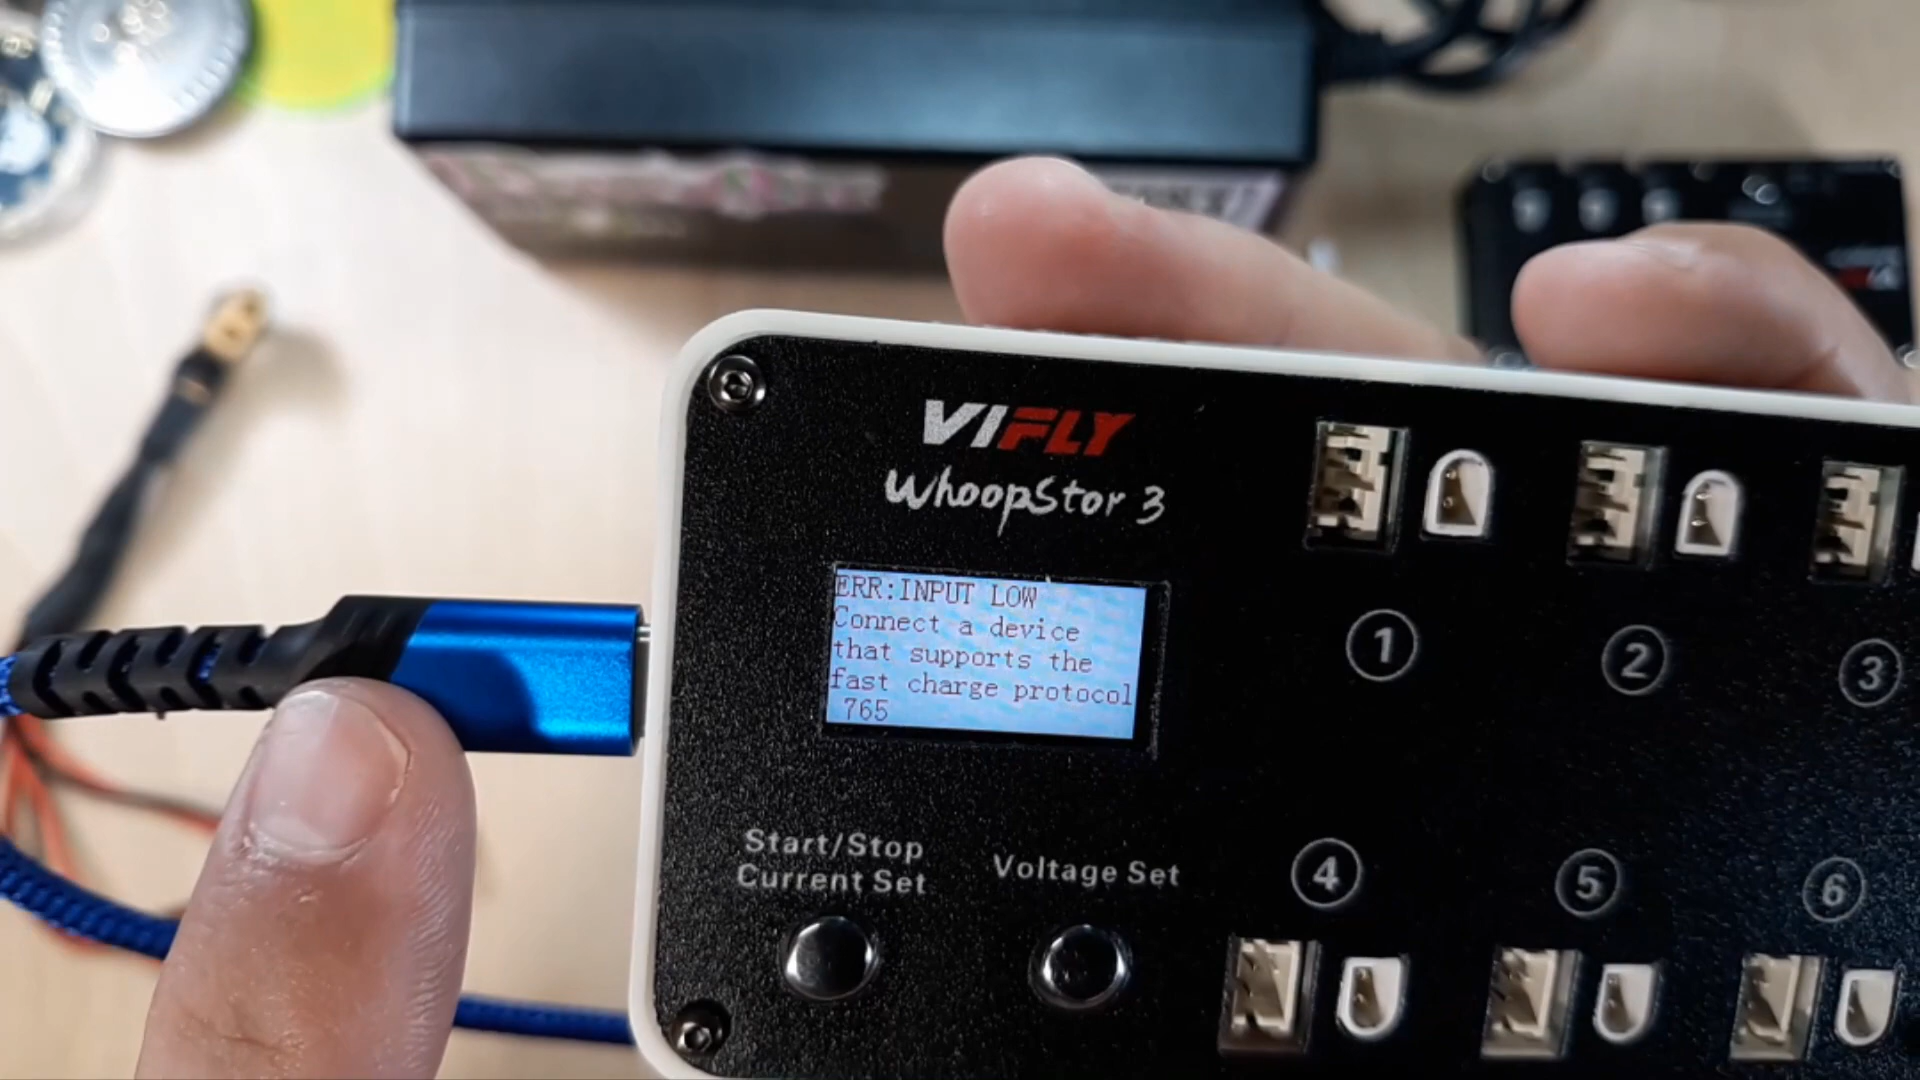 VIFLY
WhoopStor 3
ERR:INPUT LOW
Connect a device
that supports the
fast charge protocol
765
Start/Stop
Current Set
Voltage Set
1
2
3
4
5
6